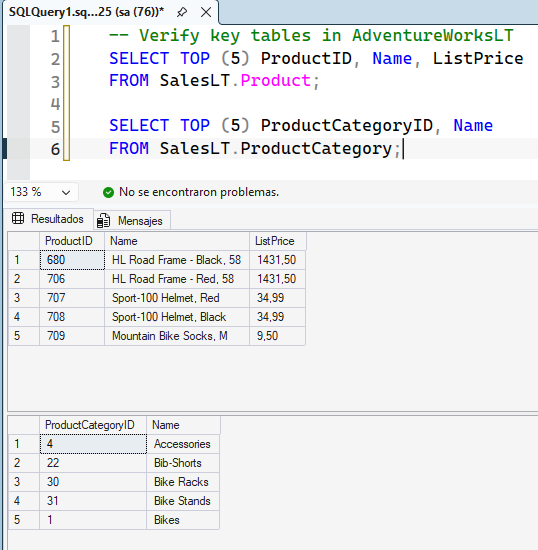 SQLQuery1.sq...25 (sa (76))*
1 -- Verify key tables in AdventureWorksLT
2 SELECT TOP (5) ProductID, Name, ListPrice
3 FROM SalesLT.Product;
4
5 SELECT TOP (5) ProductCategoryID, Name
6 FROM SalesLT.ProductCategory;
133 % No se encontraron problemas.
Resultados Mensajes
ProductID Name ListPrice
1 680 HL Road Frame - Black, 58 1431,50
2 706 HL Road Frame - Red, 58 1431,50
3 707 Sport-100 Helmet, Red 34,99
4 708 Sport-100 Helmet, Black 34,99
5 709 Mountain Bike Socks, M 9,50
ProductCategoryID Name
1 4 Accessories
2 22 Bib-Shorts
3 30 Bike Racks
4 31 Bike Stands
5 1 Bikes